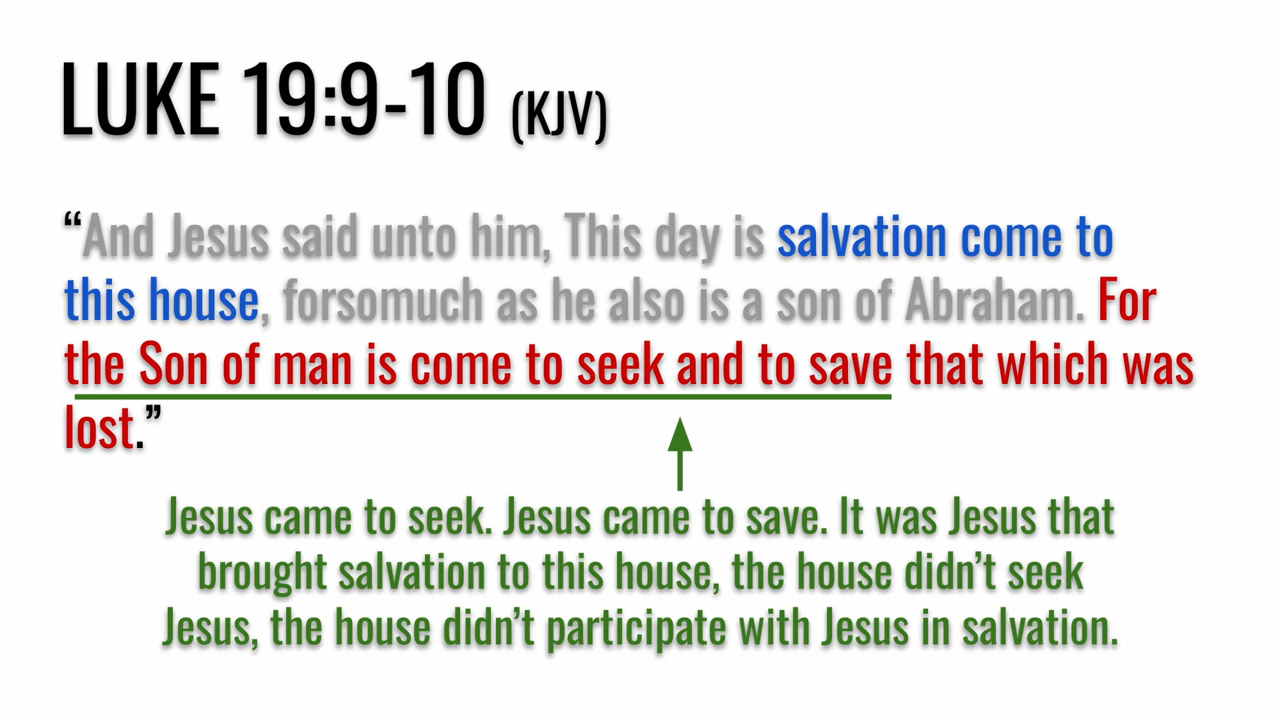 LUKE 19:9-10 (KJV)
“And Jesus said unto him, This day is salvation come to
this house, forsomuch as he also is a son of Abraham. For
the Son of man is come to seek and to save that which was
lost.”
Jesus came to seek. Jesus came to save. It was Jesus that
brought salvation to this house, the house didn’t seek
Jesus, the house didn’t participate with Jesus in salvation.